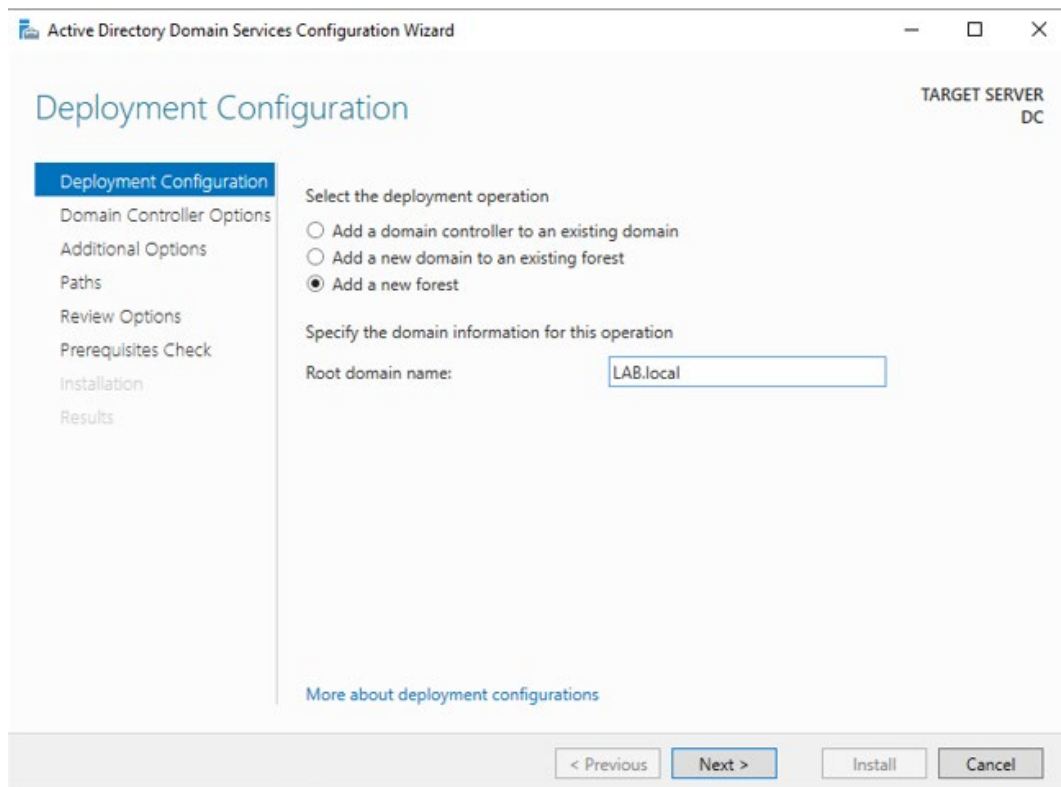 Active Directory Domain Services Configuration Wizard
Deployment Configuration
TARGET SERVER
DC
Deployment Configuration
Domain Controller Options
Additional Options
Paths
Review Options
Prerequisites Check
Installation
Results
Select the deployment operation
Add a domain controller to an existing domain
Add a new domain to an existing forest
Add a new forest
Specify the domain information for this operation
Root domain name:
LAB.local
More about deployment configurations
< Previous
Next >
Install
Cancel